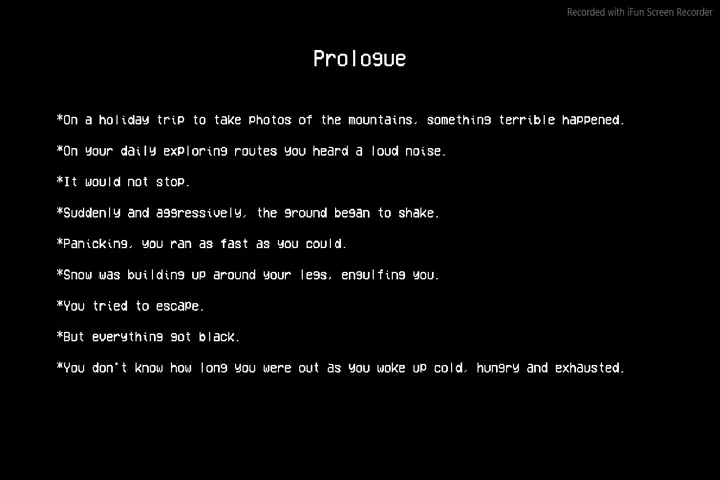 Recorded with iFun Screen Recorder
Prologue
*On a holiday trip to take photos of the mountains, something terrible happened.
*On your daily exploring routes you heard a loud noise.
*It would not stop.
*Suddenly and aggressively, the ground began to shake.
*Panicking, you ran as fast as you could.
*Snow was building up around your legs, engulfing you.
*You tried to escape.
*But everything got black.
*You don't know how long you were out as you woke up cold, hungry and exhausted.